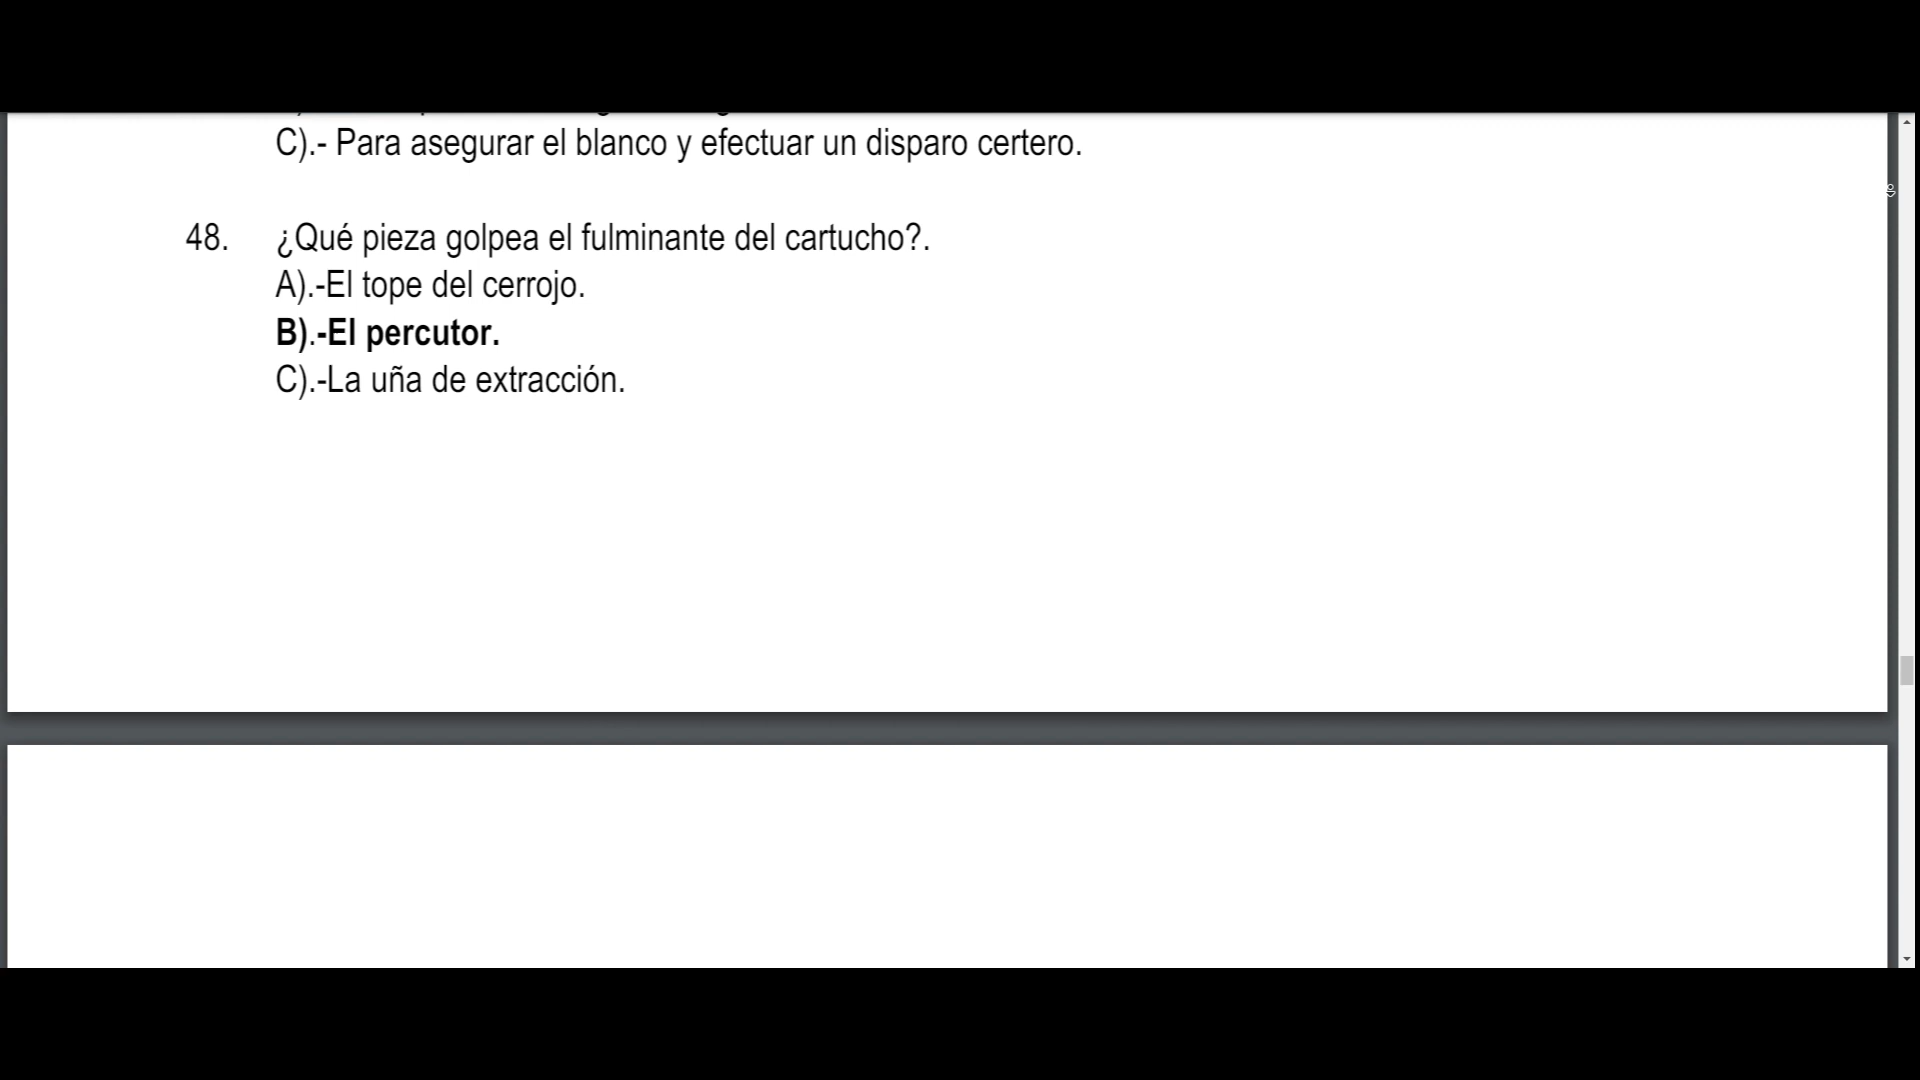 C).- Para asegurar el blanco y efectuar un disparo certero.
48. ¿Qué pieza golpea el fulminante del cartucho?.
A).-El tope del cerrojo.
B).-El percutor.
C).-La uña de extracción.